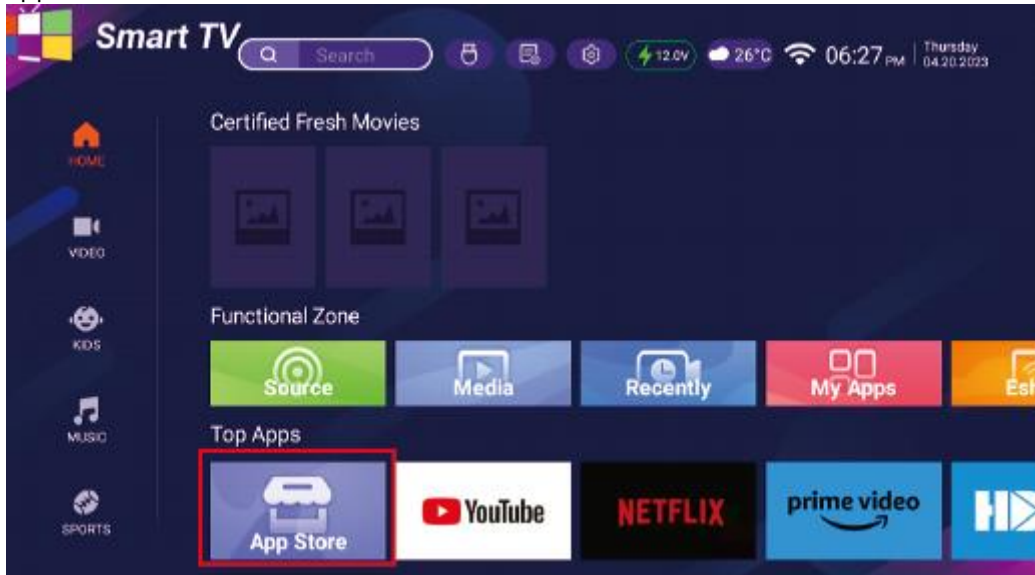 Smart TV
Search
12.0V
26°C
06:27 PM
Thursday
04.20.2023
HOME
VIDEO
KIDS
MUSIC
SPORTS
Certified Fresh Movies
Functional Zone
Source
Media
Recently
My Apps
Top Apps
App Store
YouTube
NETFLIX
prime video